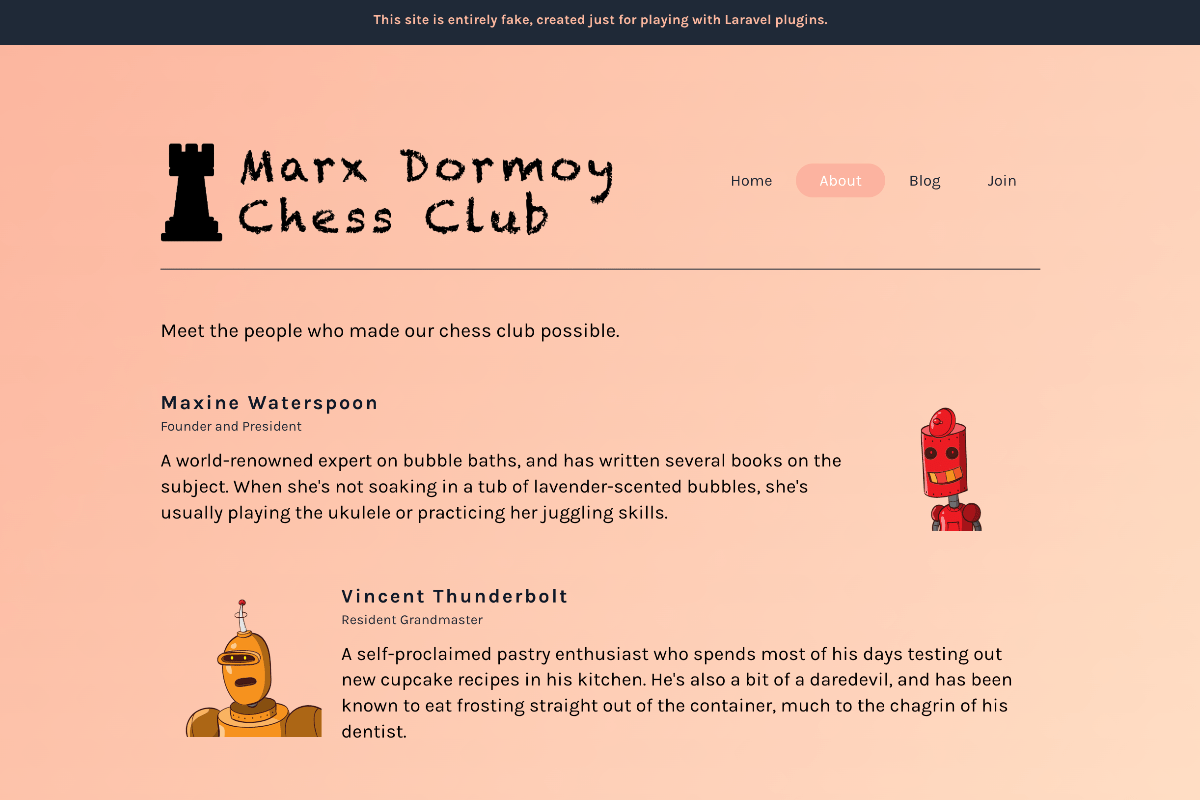 This site is entirely fake, created just for playing with Laravel plugins.
Marx Dormoy
Chess Club
Home About Blog Join
Meet the people who made our chess club possible.
Maxine Waterspoon
Founder and President
A world-renowned expert on bubble baths, and has written several books on the
subject. When she's not soaking in a tub of lavender-scented bubbles, she's
usually playing the ukulele or practicing her juggling skills.
Vincent Thunderbolt
Resident Grandmaster
A self-proclaimed pastry enthusiast who spends most of his days testing out
new cupcake recipes in his kitchen. He's also a bit of a daredevil, and has been
known to eat frosting straight out of the container, much to the chagrin of his
dentist.